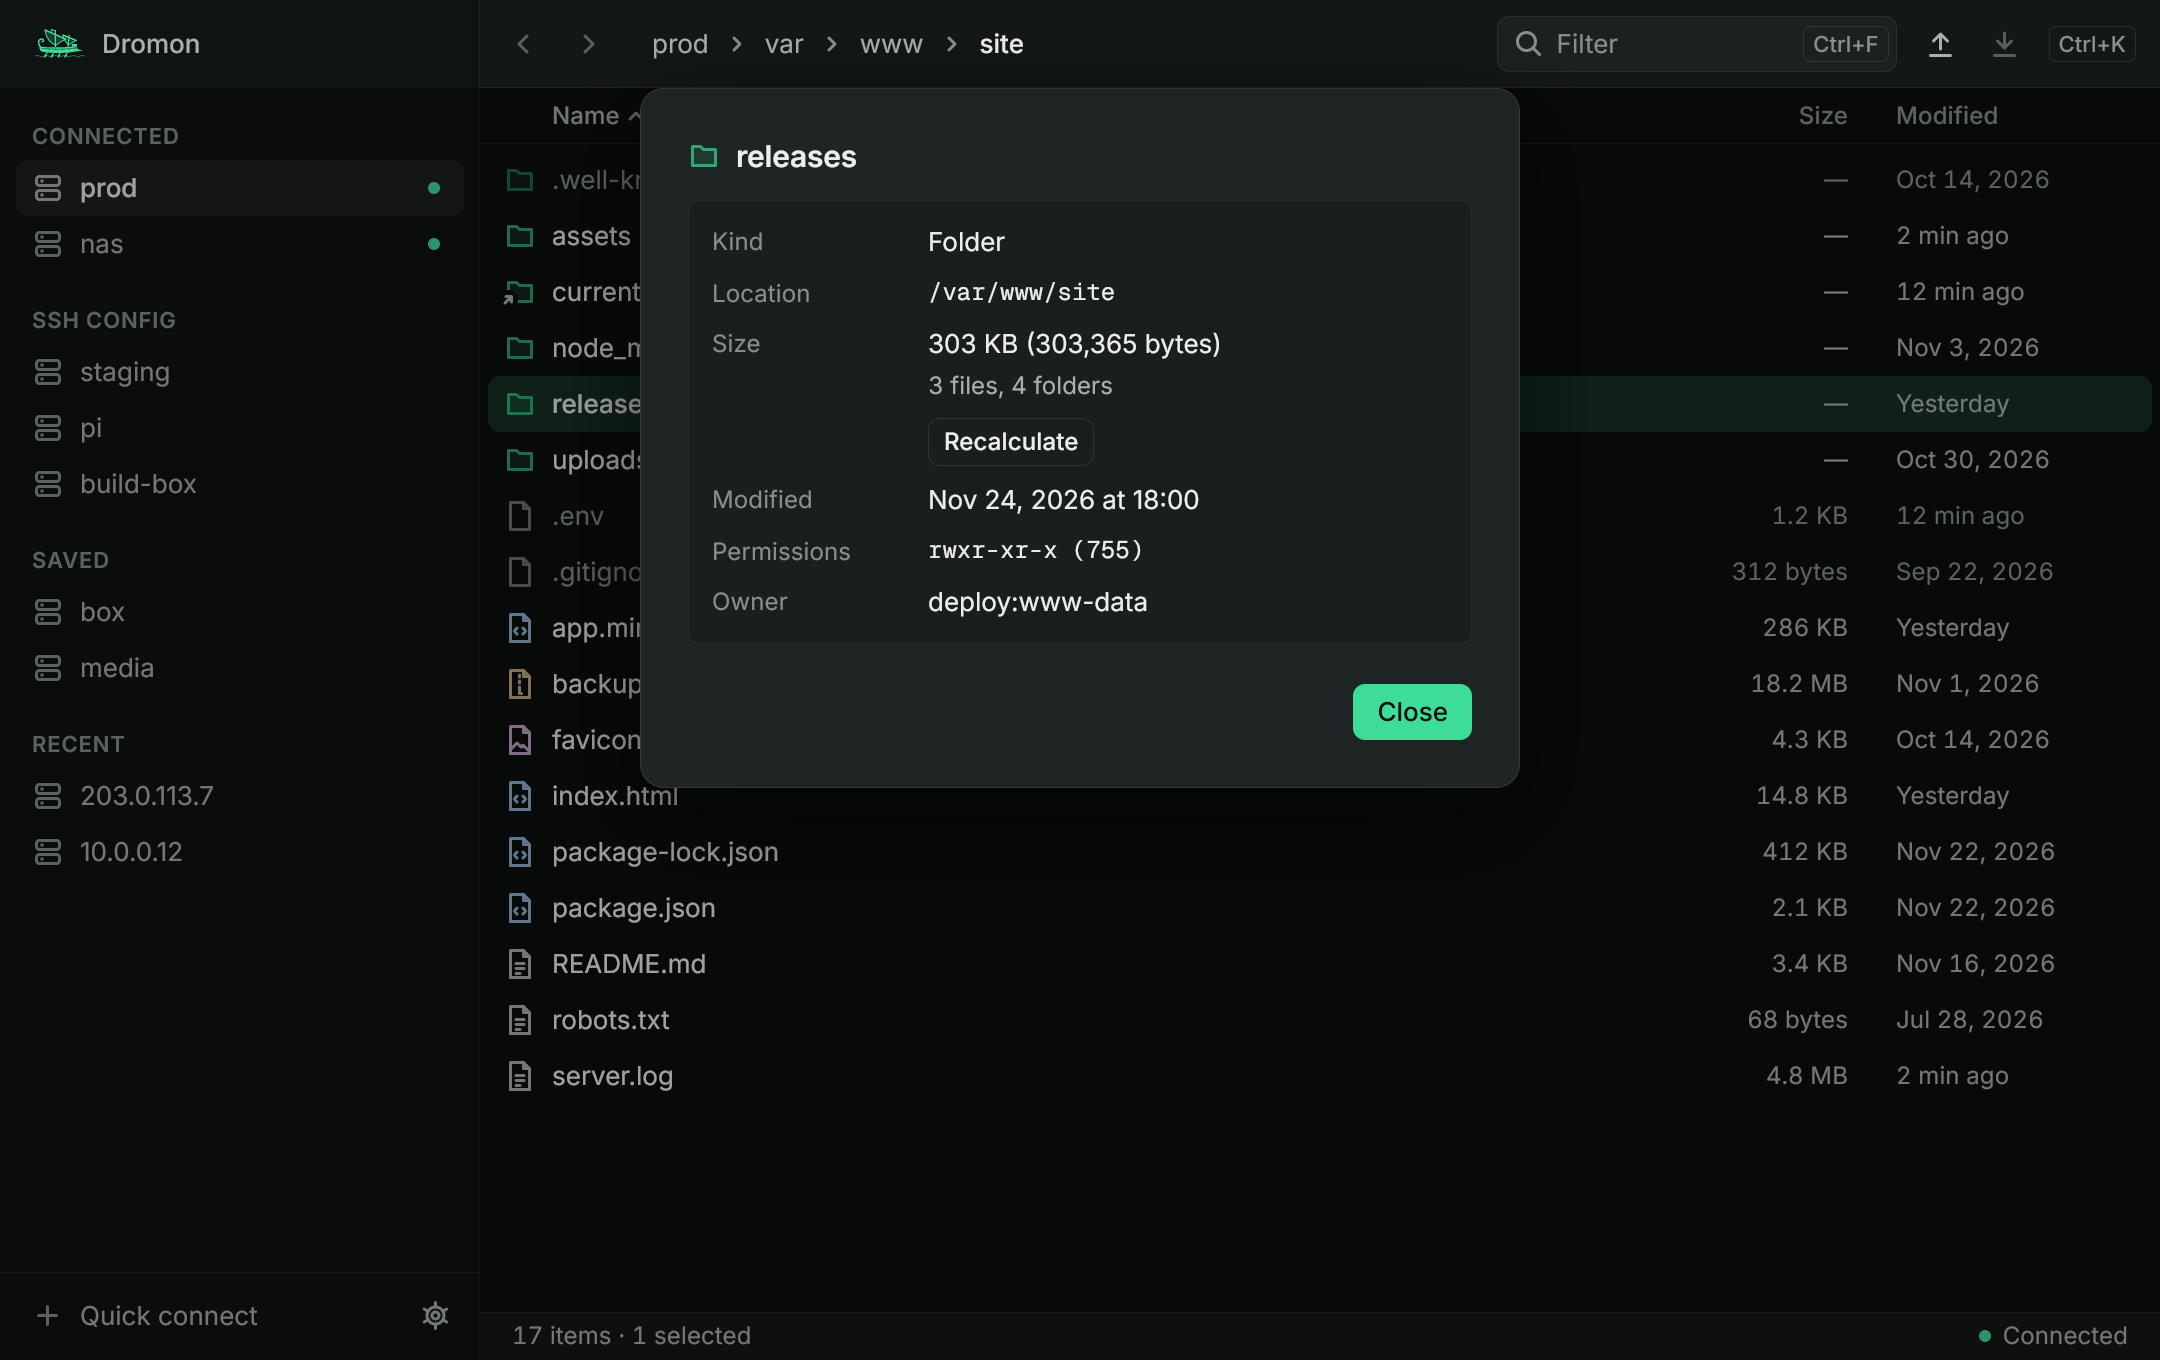 Dromon
prod > var > www > site
Filter
Ctrl+F
Ctrl+K
CONNECTED
prod
nas
SSH CONFIG
staging
pi
build-box
SAVED
box
media
RECENT
203.0.113.7
10.0.0.12
Quick connect
Name
Size
Modified
.well-kn
— Oct 14, 2026
assets
— 2 min ago
current
— 12 min ago
node_m
— Nov 3, 2026
release
— Yesterday
uploads
— Oct 30, 2026
.env
1.2 KB 12 min ago
.gitigno
312 bytes Sep 22, 2026
app.min
286 KB Yesterday
backup
18.2 MB Nov 1, 2026
favicon
4.3 KB Oct 14, 2026
index.html
14.8 KB Yesterday
package-lock.json
412 KB Nov 22, 2026
package.json
2.1 KB Nov 22, 2026
README.md
3.4 KB Nov 16, 2026
robots.txt
68 bytes Jul 28, 2026
server.log
4.8 MB 2 min ago
releases
Kind Folder
Location /var/www/site
Size 303 KB (303,365 bytes)
3 files, 4 folders
Recalculate
Modified Nov 24, 2026 at 18:00
Permissions rwxr-xr-x (755)
Owner deploy:www-data
Close
17 items · 1 selected
Connected